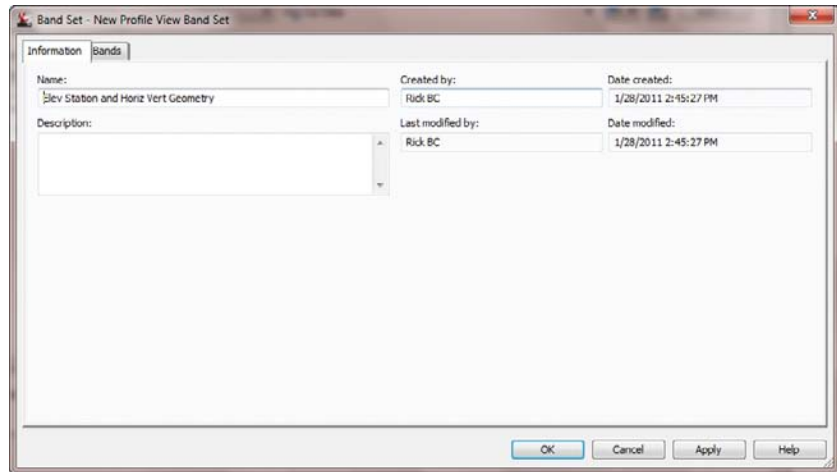 Band Set - New Profile View Band Set
Information Bands
Name: Created by: Date created:
Elev Station and Horiz Vert Geometry Rick BC 1/28/2011 2:45:27 PM
Description: Last modified by: Date modified:
Rick BC 1/28/2011 2:45:27 PM
OK Cancel Apply Help